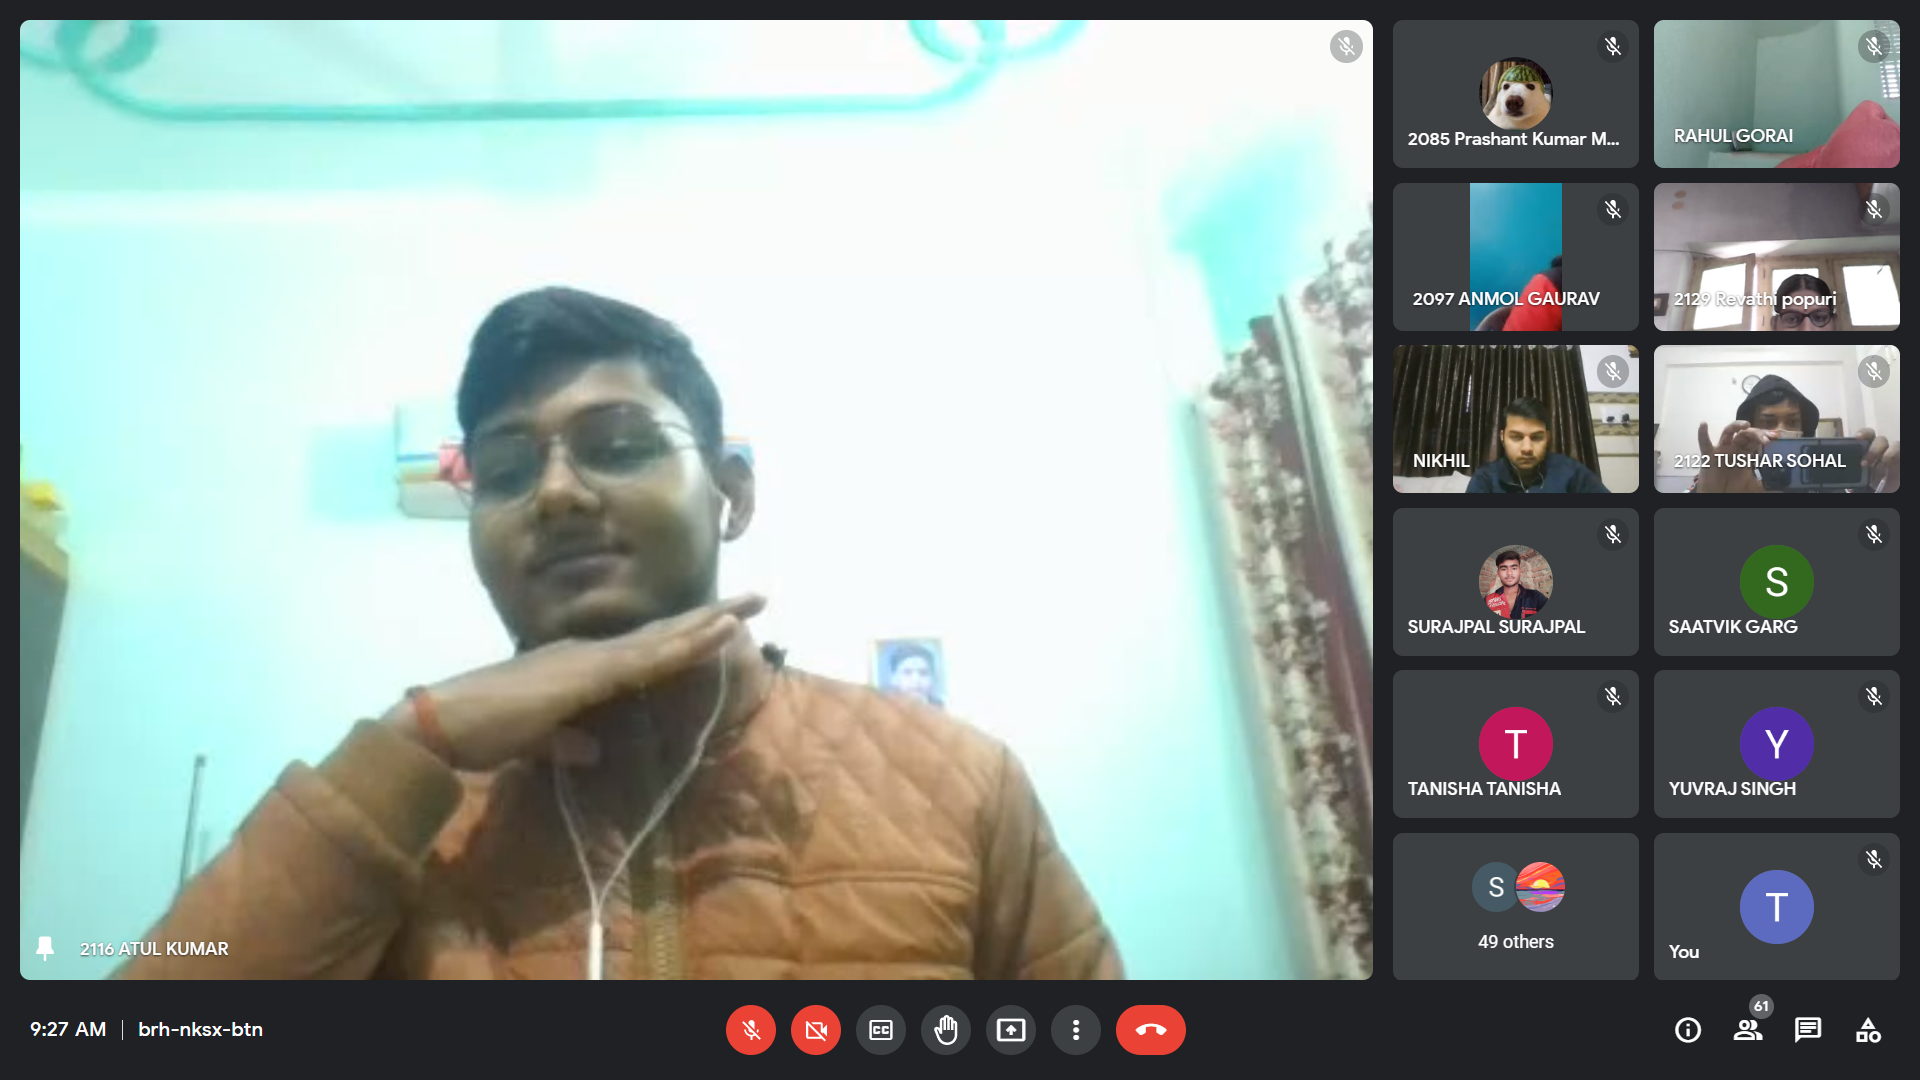 2116 ATUL KUMAR
2085 Prashant Kumar M...
RAHUL GORAI
2097 ANMOL GAURAV
2129 Revathi popuri
NIKHIL
2122 TUSHAR SOHAL
SURAJPAL SURAJPAL
S
SAATVIK GARG
T
TANISHA TANISHA
Y
YUVRAJ SINGH
S
49 others
T
You
9:27 AM | brh-nksx-btn
CC
61